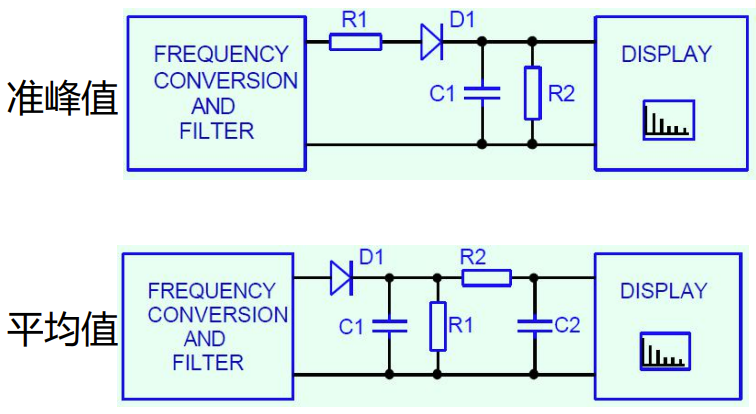 准峰值
FREQUENCY
CONVERSION
AND
FILTER
R1
D1
C1
R2
DISPLAY
平均值
FREQUENCY
CONVERSION
AND
FILTER
D1
C1
R1
R2
C2
DISPLAY